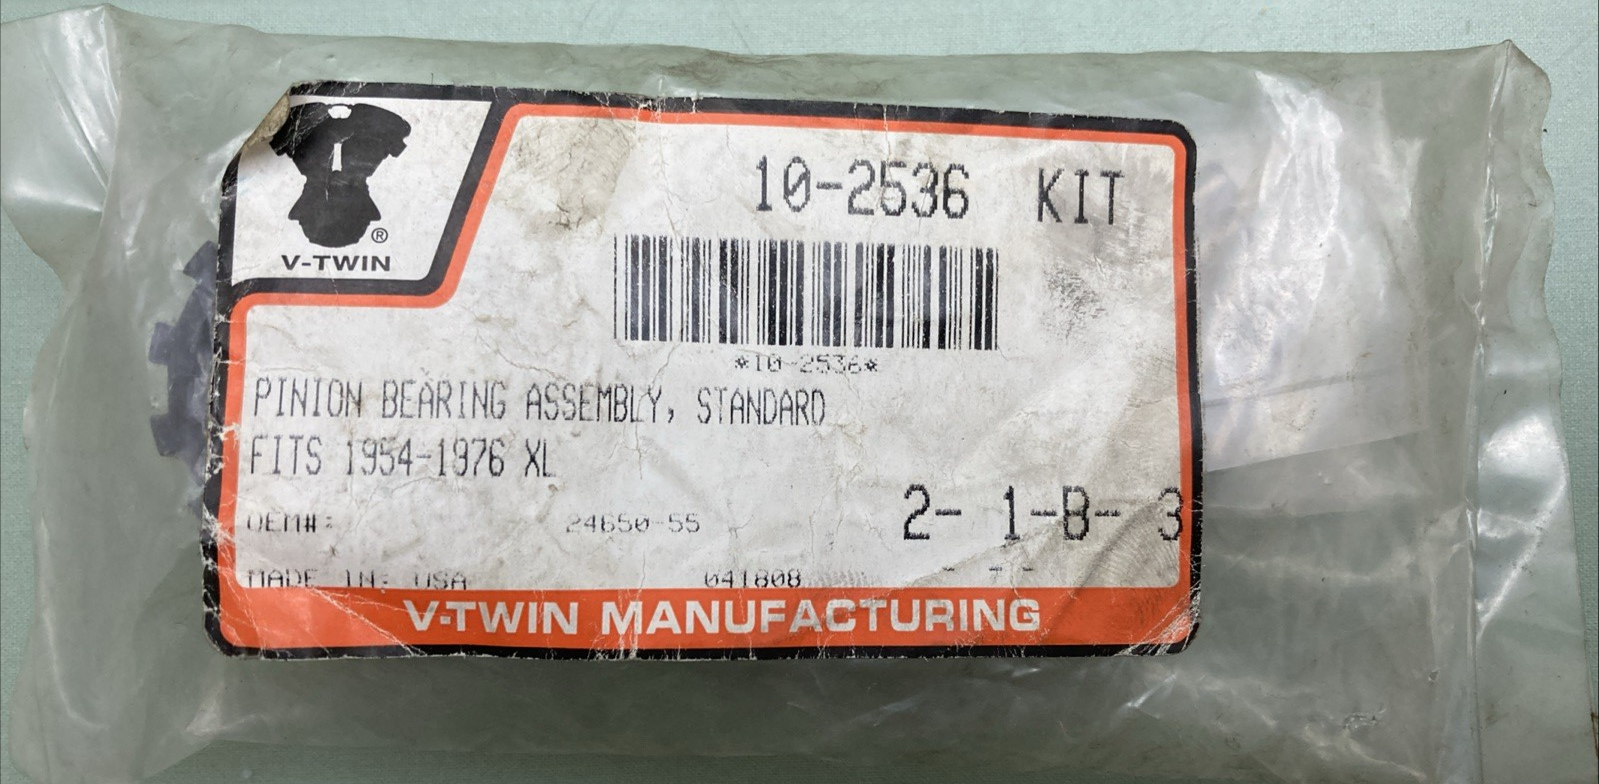 10-2536 KIT
®
V-TWIN
*10-2536*
PINION BEARING ASSEMBLY, STANDARD
FITS 1954-1976 XL
OEM#: 24650-55
2- 1-B- 3
MADE IN: USA 041808
- - -
V-TWIN MANUFACTURING